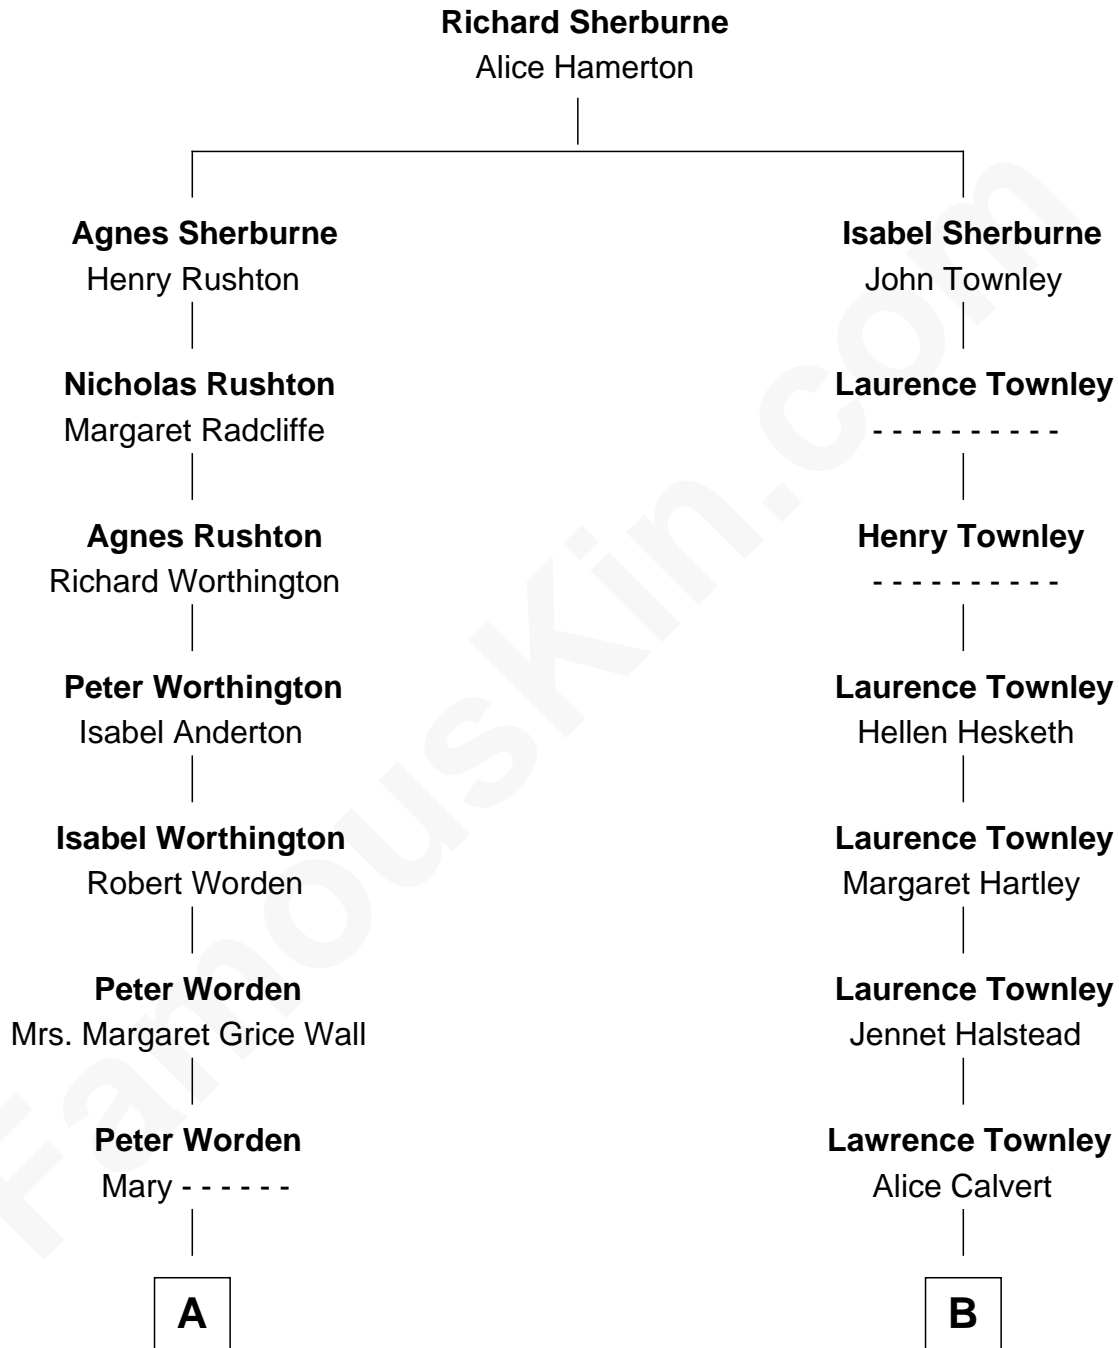 Richard Sherburne
Alice Hamerton
Agnes Sherburne
Henry Rushton
Isabel Sherburne
John Townley
Nicholas Rushton
Margaret Radcliffe
Laurence Townley
- - - - - - - - - -
Agnes Rushton
Richard Worthington
Henry Townley
- - - - - - - - - -
Peter Worthington
Isabel Anderton
Laurence Townley
Hellen Hesketh
Isabel Worthington
Robert Worden
Laurence Townley
Margaret Hartley
Peter Worden
Mrs. Margaret Grice Wall
Laurence Townley
Jennet Halstead
Peter Worden
Mary - - - - - -
Lawrence Townley
Alice Calvert
A
B
FamousKin.com